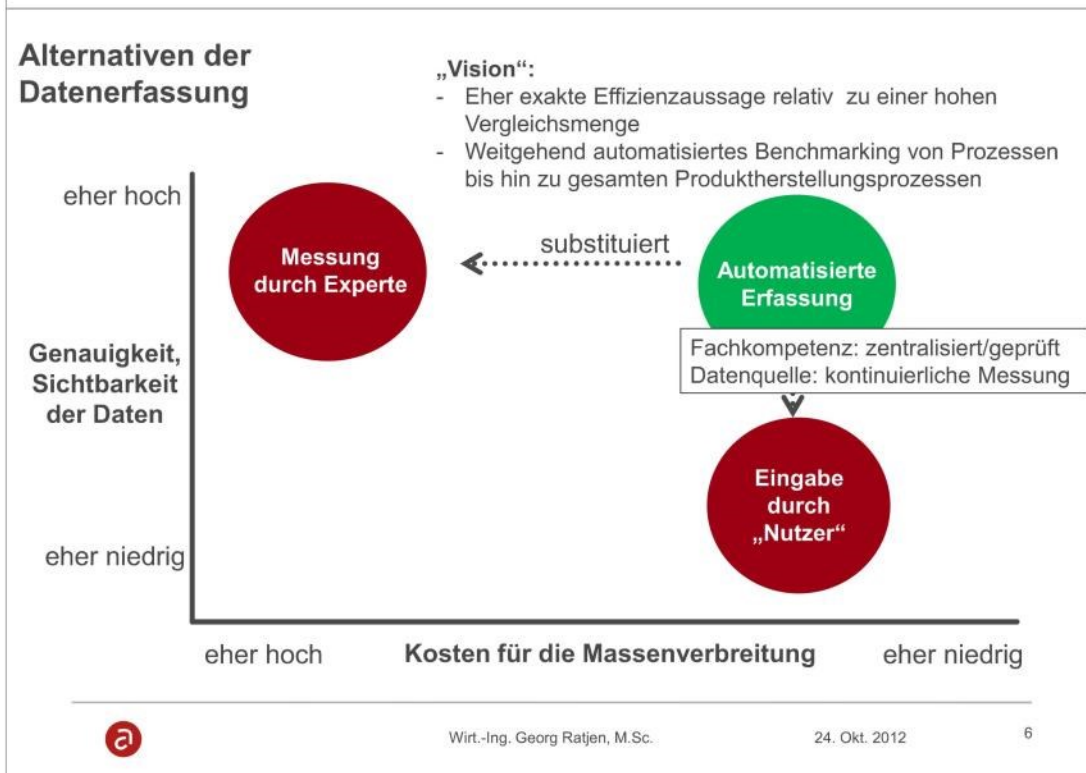 Alternativen der
Datenerfassung
„Vision“:
- Eher exakte Effizienzaussage relativ zu einer hohen
Vergleichsmenge
- Weitgehend automatisiertes Benchmarking von Prozessen
bis hin zu gesamten Produktherstellungsprozessen
eher hoch
Messung
durch Experte
substituiert
Automatisierte
Erfassung
Fachkompetenz: zentralisiert/geprüft
Datenquelle: kontinuierliche Messung
Genauigkeit,
Sichtbarkeit
der Daten
Eingabe
durch
„Nutzer“
eher niedrig
eher hoch
Kosten für die Massenverbreitung
eher niedrig
a
Wirt.-Ing. Georg Ratjen, M.Sc.
24. Okt. 2012
6